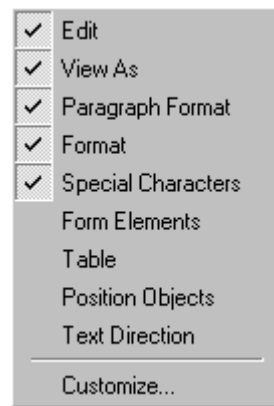 Edit
View As
Paragraph Format
Format
Special Characters
Form Elements
Table
Position Objects
Text Direction
Customize...